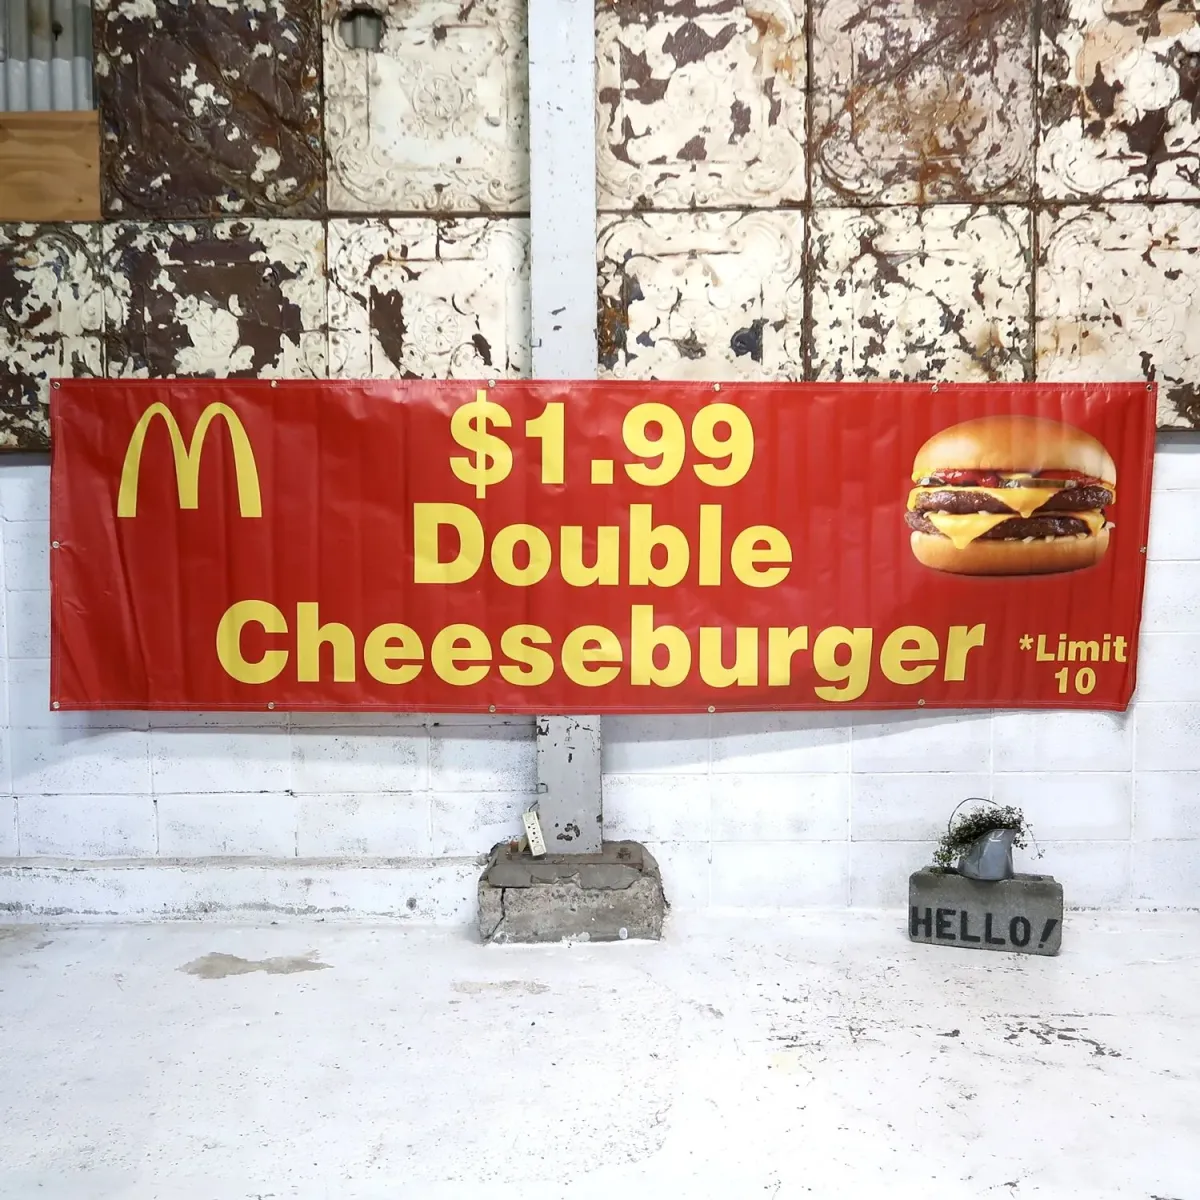 $1.99
Double
Cheeseburger
*Limit
10
HELLO!